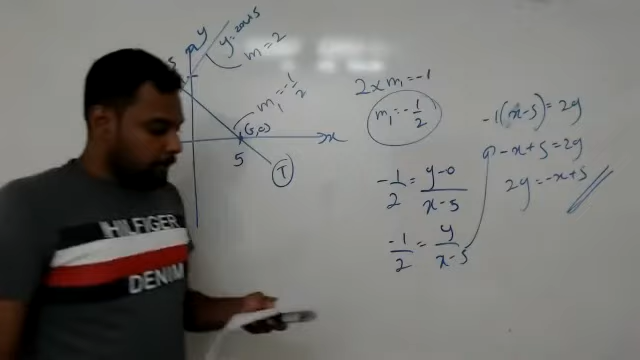 y
y=2x+5
m=2
5
m₁=-1/2
(5,0)
x
5
T
2×m₁=-1
m₁=-1/2
-1/2 = y-0/x-5
-1/2 = y/x-5
-1(x-5)=2y
-x+5=2y
2y=-x+5
HILFIGER
DENIM